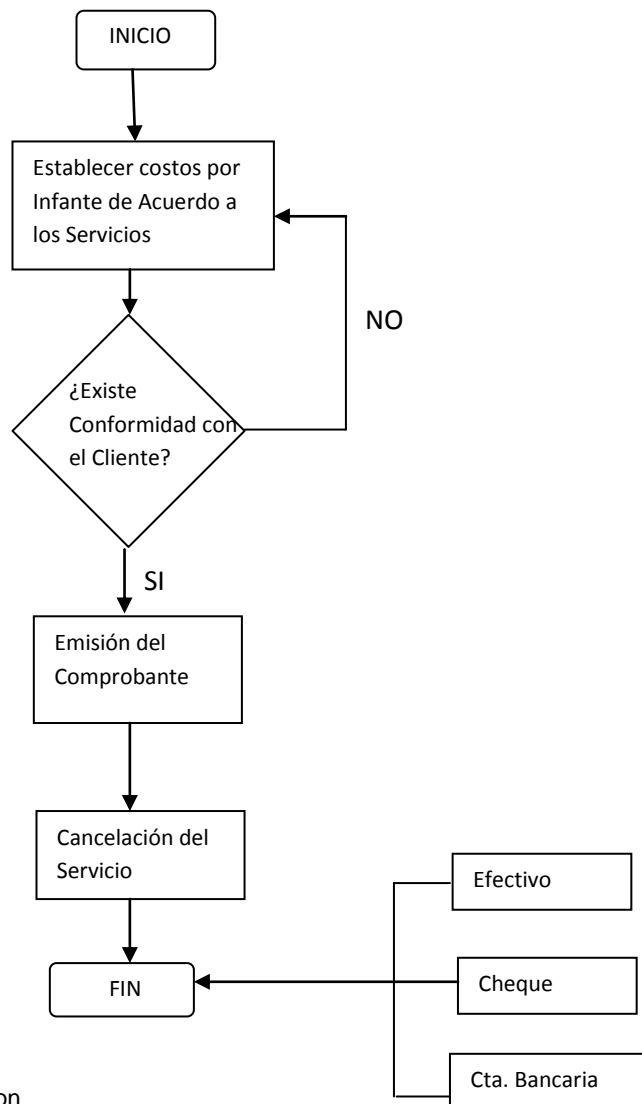 INICIO
Establecer costos por
Infante de Acuerdo a
los Servicios
NO
¿Existe
Conformidad con
el Cliente?
SI
Emisión del
Comprobante
Cancelación del
Servicio
Efectivo
FIN
Cheque
Cta. Bancaria
on